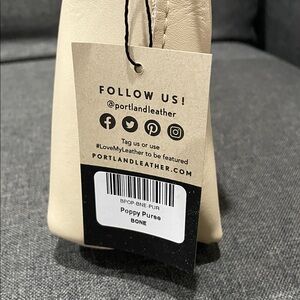 FOLLOW US!
@portlandleather
Tag us or use
#LoveMyLeather to be featured
PORTLANDLEATHER.COM
BPOP-BNE-PUR
Poppy Purse
BONE